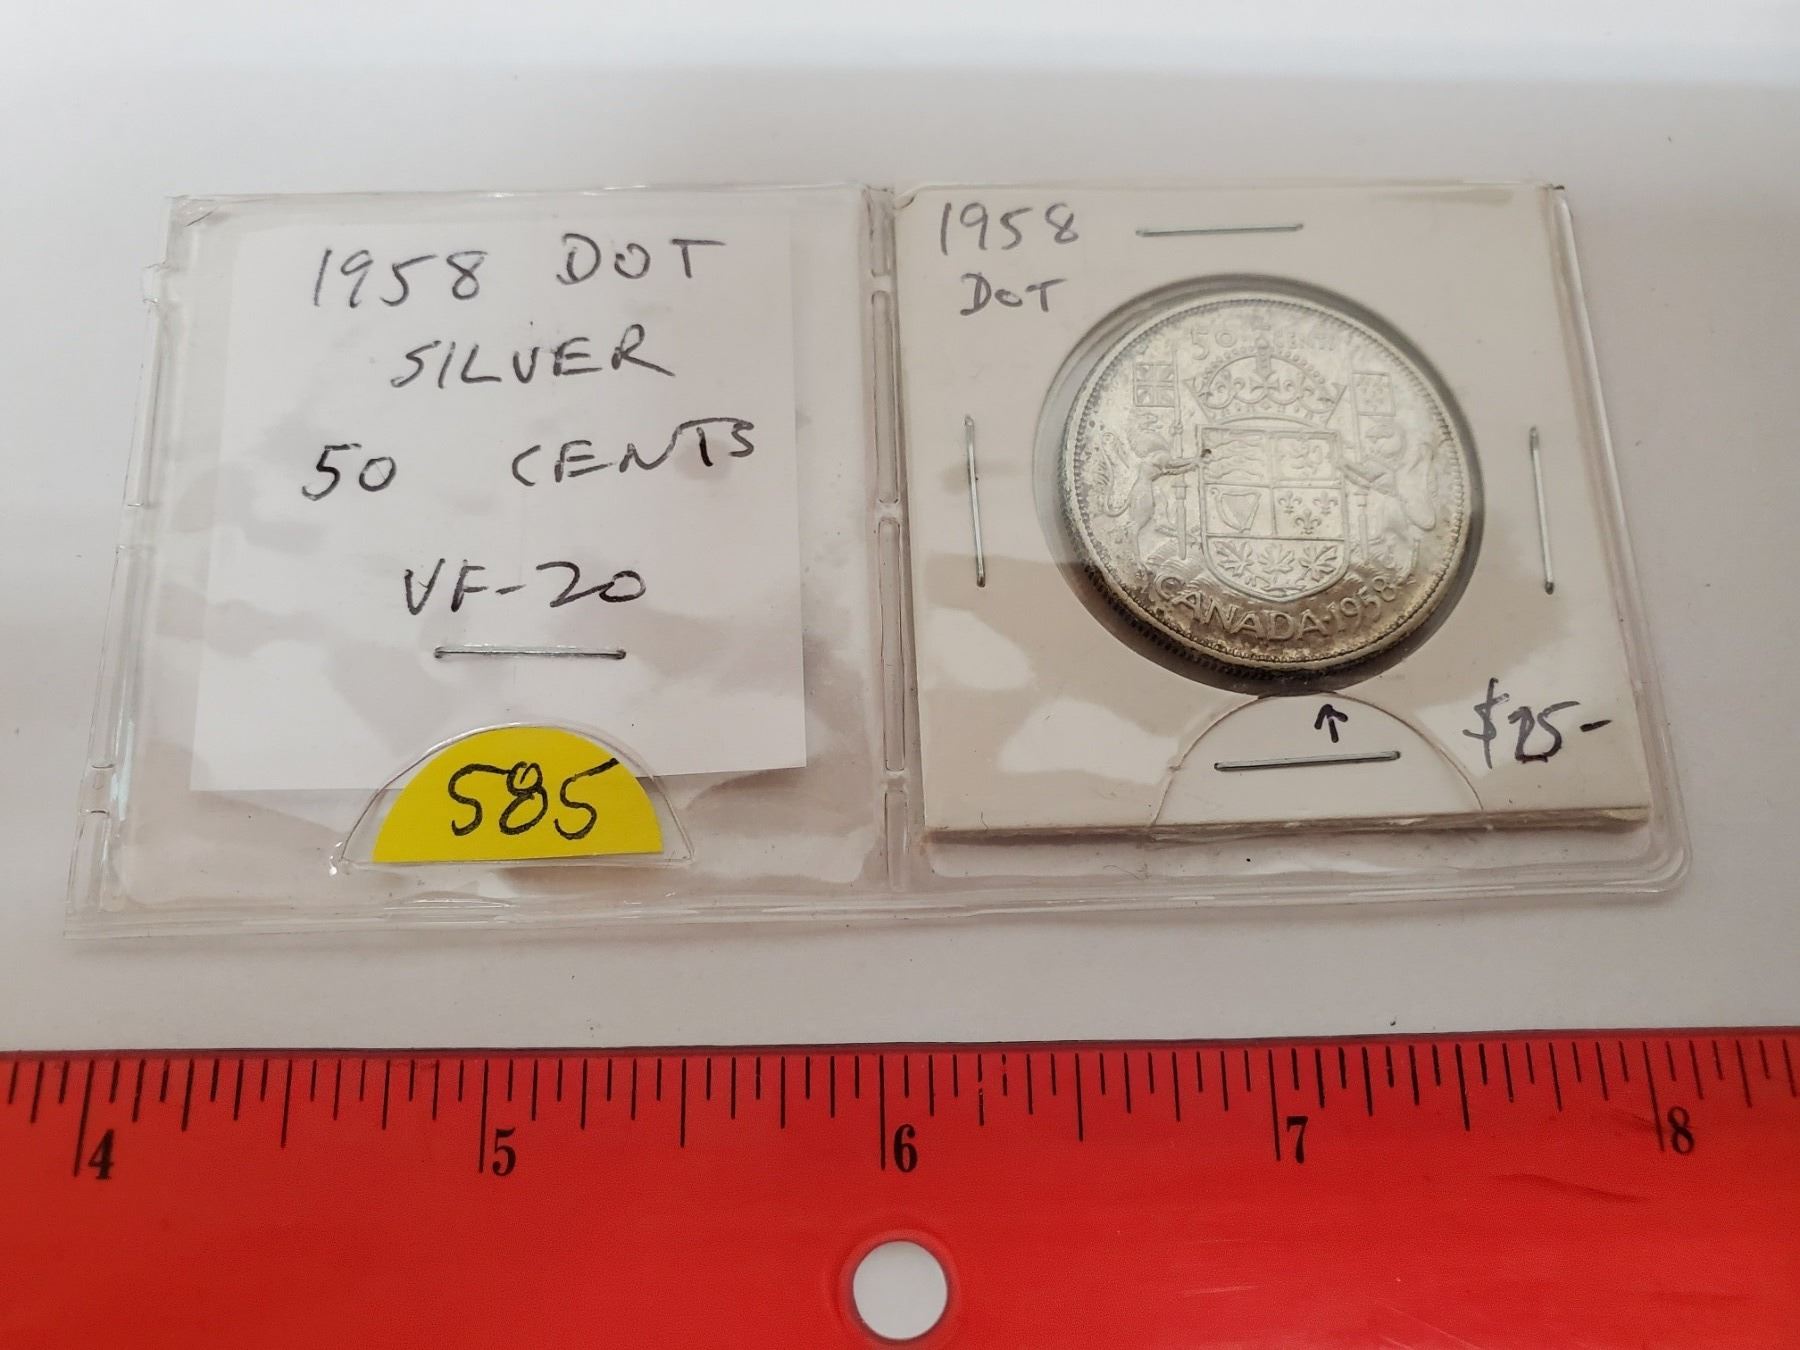 1958 DOT
SILVER
50 CENTS
VF-20
585
1958
DOT
50 CENTS
CANADA·1958
$25-
4 5 6 7 8